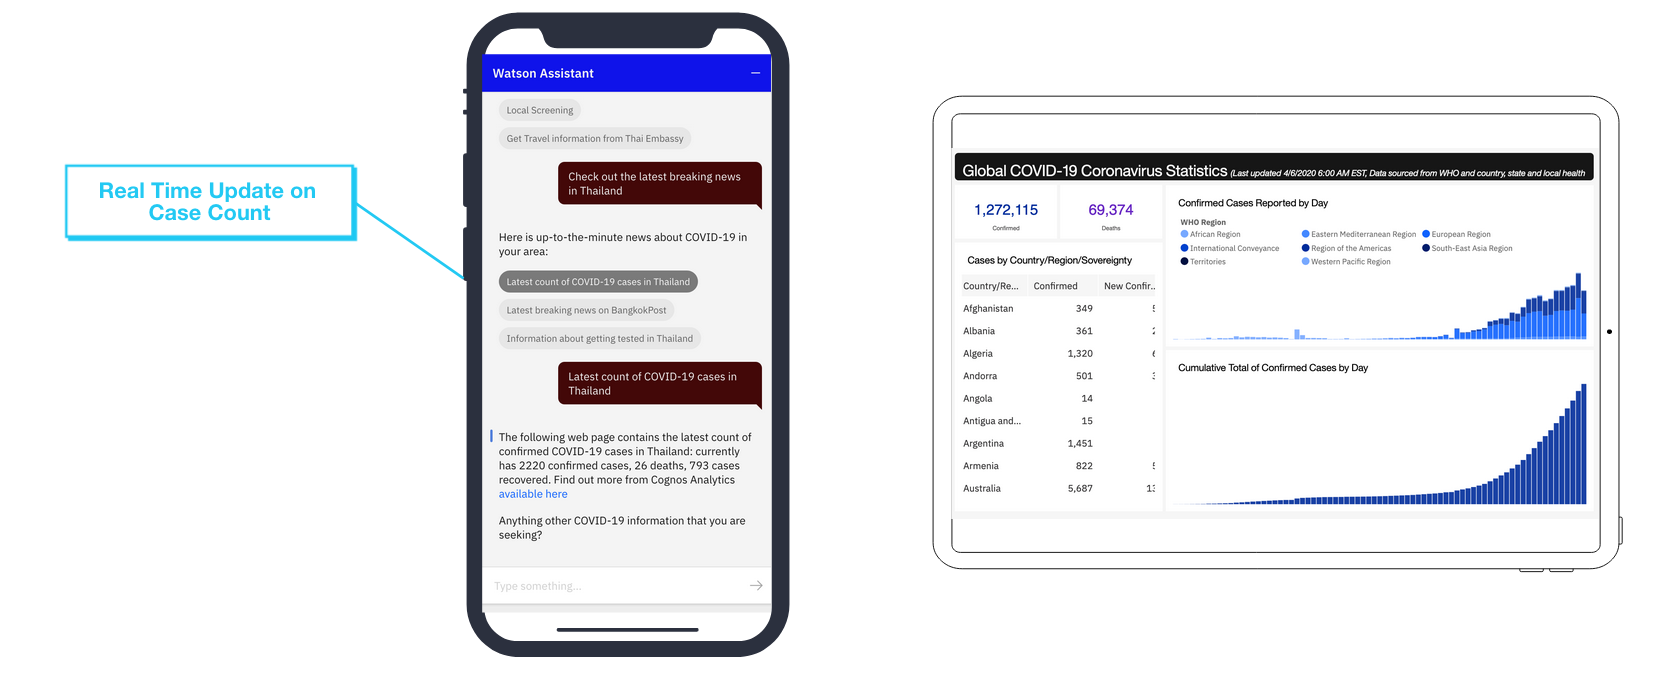 Real Time Update on
Case Count
Watson Assistant
Local Screening
Get Travel information from Thai Embassy
Check out the latest breaking news
in Thailand
Here is up-to-the-minute news about COVID-19 in
your area:
Latest count of COVID-19 cases in Thailand
Latest breaking news on BangkokPost
Information about getting tested in Thailand
Latest count of COVID-19 cases in
Thailand
The following web page contains the latest count of
confirmed COVID-19 cases in Thailand: currently
has 2220 confirmed cases, 26 deaths, 793 cases
recovered. Find out more from Cognos Analytics
available here
Anything other COVID-19 information that you are
seeking?
Type something...
Global COVID-19 Coronavirus Statistics (Last updated 4/6/2020 6:00 AM EST, Data sourced from WHO and country, state and local health
1,272,115 69,374
Confirmed Deaths
Cases by Country/Region/Sovereignty
Country/Re... Confirmed New Confir..
Afghanistan 349
Albania 361
Algeria 1,320
Andorra 501
Angola 14
Antigua and... 15
Argentina 1,451
Armenia 822
Australia 5,687
Confirmed Cases Reported by Day
WHO Region
African Region Eastern Mediterranean Region European Region
International Conveyance Region of the Americas South-East Asia Region
Territories Western Pacific Region
Cumulative Total of Confirmed Cases by Day